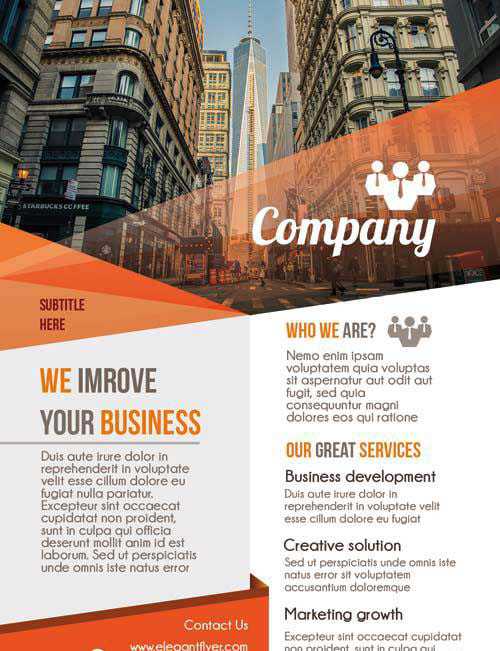 STARBUCKS COFFEE
Company
SUBTITLE
HERE
WE IMROVE
YOUR BUSINESS
Duis aute irure dolor in
reprehenderit in voluptate
velit esse cillum dolore eu
fugiat nulla pariatur.
Excepteur sint occaecat
cupidatat non proident,
sunt in culpa qui officia
deserunt mollit anim id est
laborum. Sed ut perspiciatis
unde omnis iste natus error
Contact Us
www.elegantflyer.com
WHO WE ARE?
Nemo enim ipsam
voluptatem quia voluptas
sit aspernatur aut odit aut
fugit, sed quia
consequuntur magni
dolores eos qui ratione
OUR GREAT SERVICES
Business development
Duis aute irure dolor in
reprehenderit in voluptate velit
esse cillum dolore eu fugiat
Creative solution
Sed ut perspiciatis unde omnis iste
natus error sit voluptatem
accusantium doloremque
Marketing growth
Excepteur sint occaecat cupidatat
non proident, sunt in culpa qui